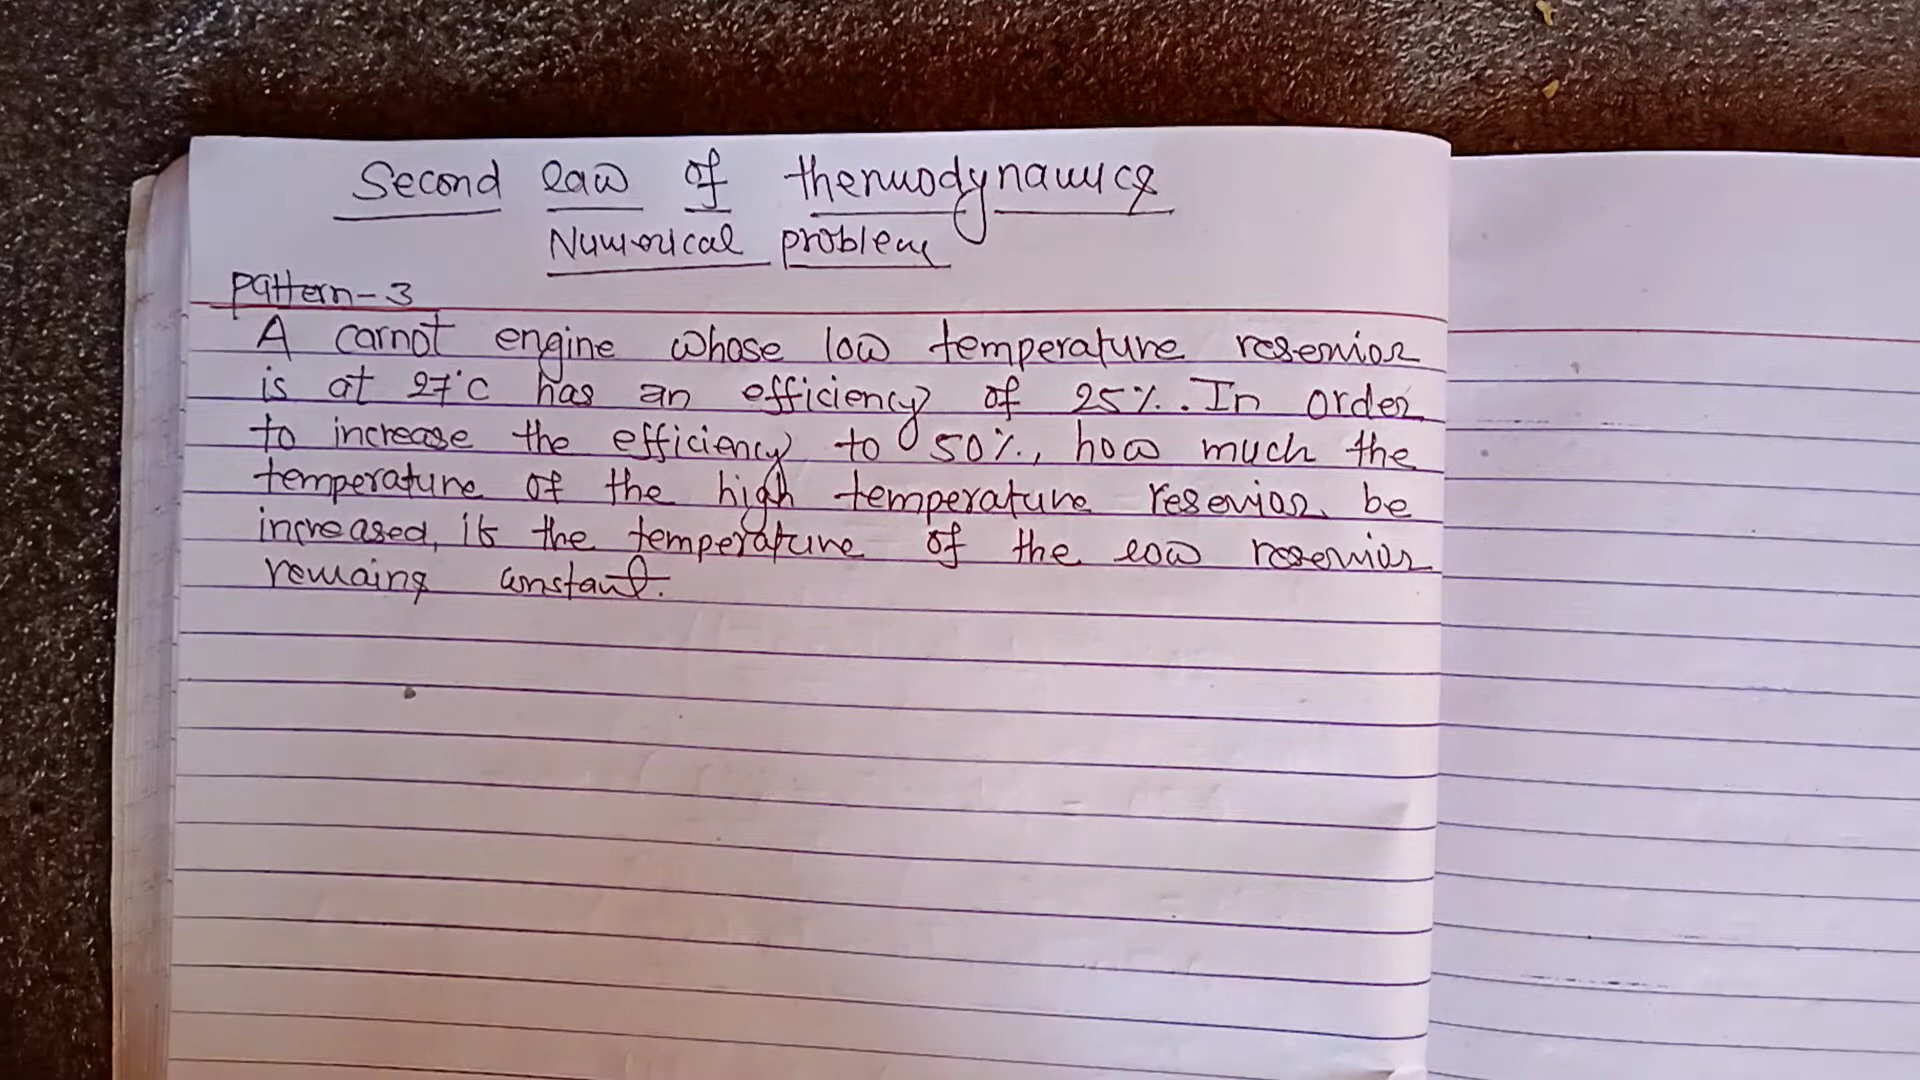 Second law of thermodynamics
Numerical problem
Pattern-3
A carnot engine whose low temperature reservior
is at 27°C has an efficiency of 25%. In order
to increase the efficiency to 50%, how much the
temperature of the high temperature resevior be
increased, if the temperature of the low reservior
remains constant.